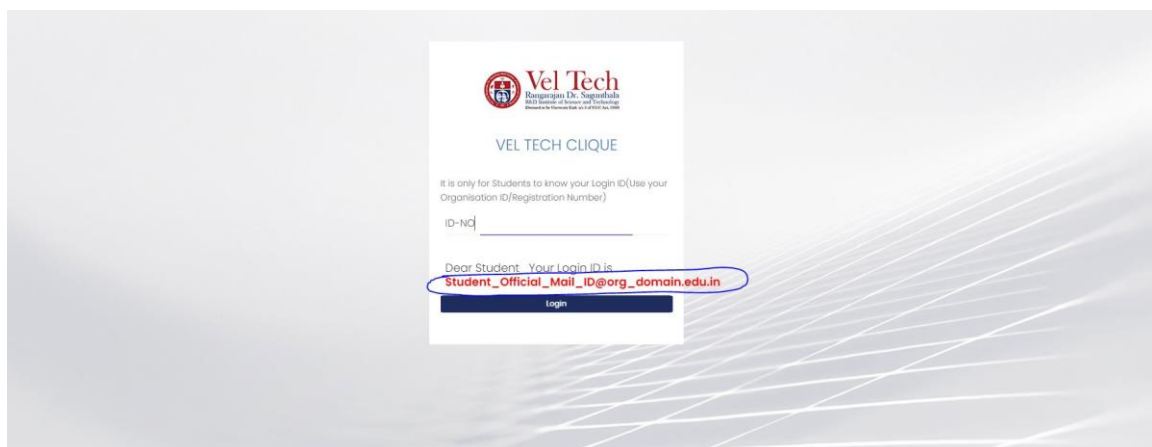 Vel Tech
Rangarajan Dr. Sagunthala
R&D Institute of Science and Technology
VEL TECH CLIQUE
It is only for Students to know your Login ID(Use your
Organisation ID/Registration Number)
ID-NO
Dear Student   Your Login ID is
Student_Official_Mail_ID@org_domain.edu.in
Login